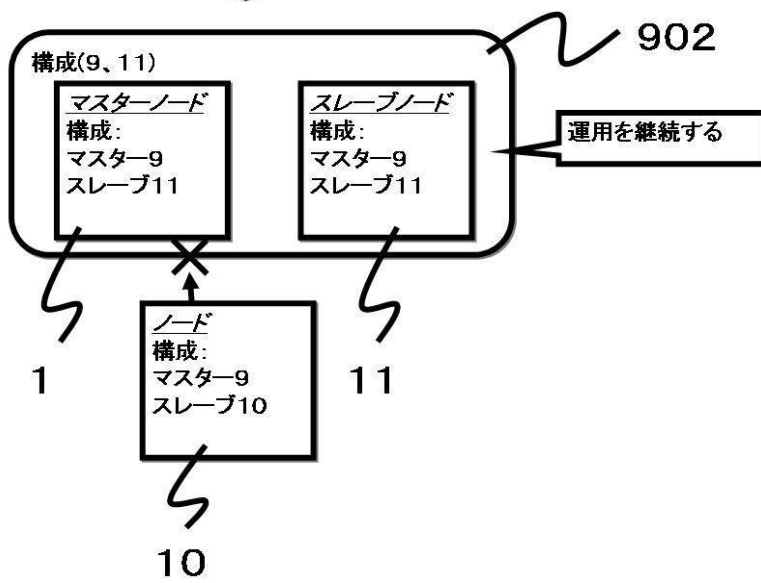 902
構成(9、11)
マスターノード
構成:
マスター9
スレーブ11
スレーブノード
構成:
マスター9
スレーブ11
運用を継続する
1
11
ノード
構成:
マスター9
スレーブ10
10